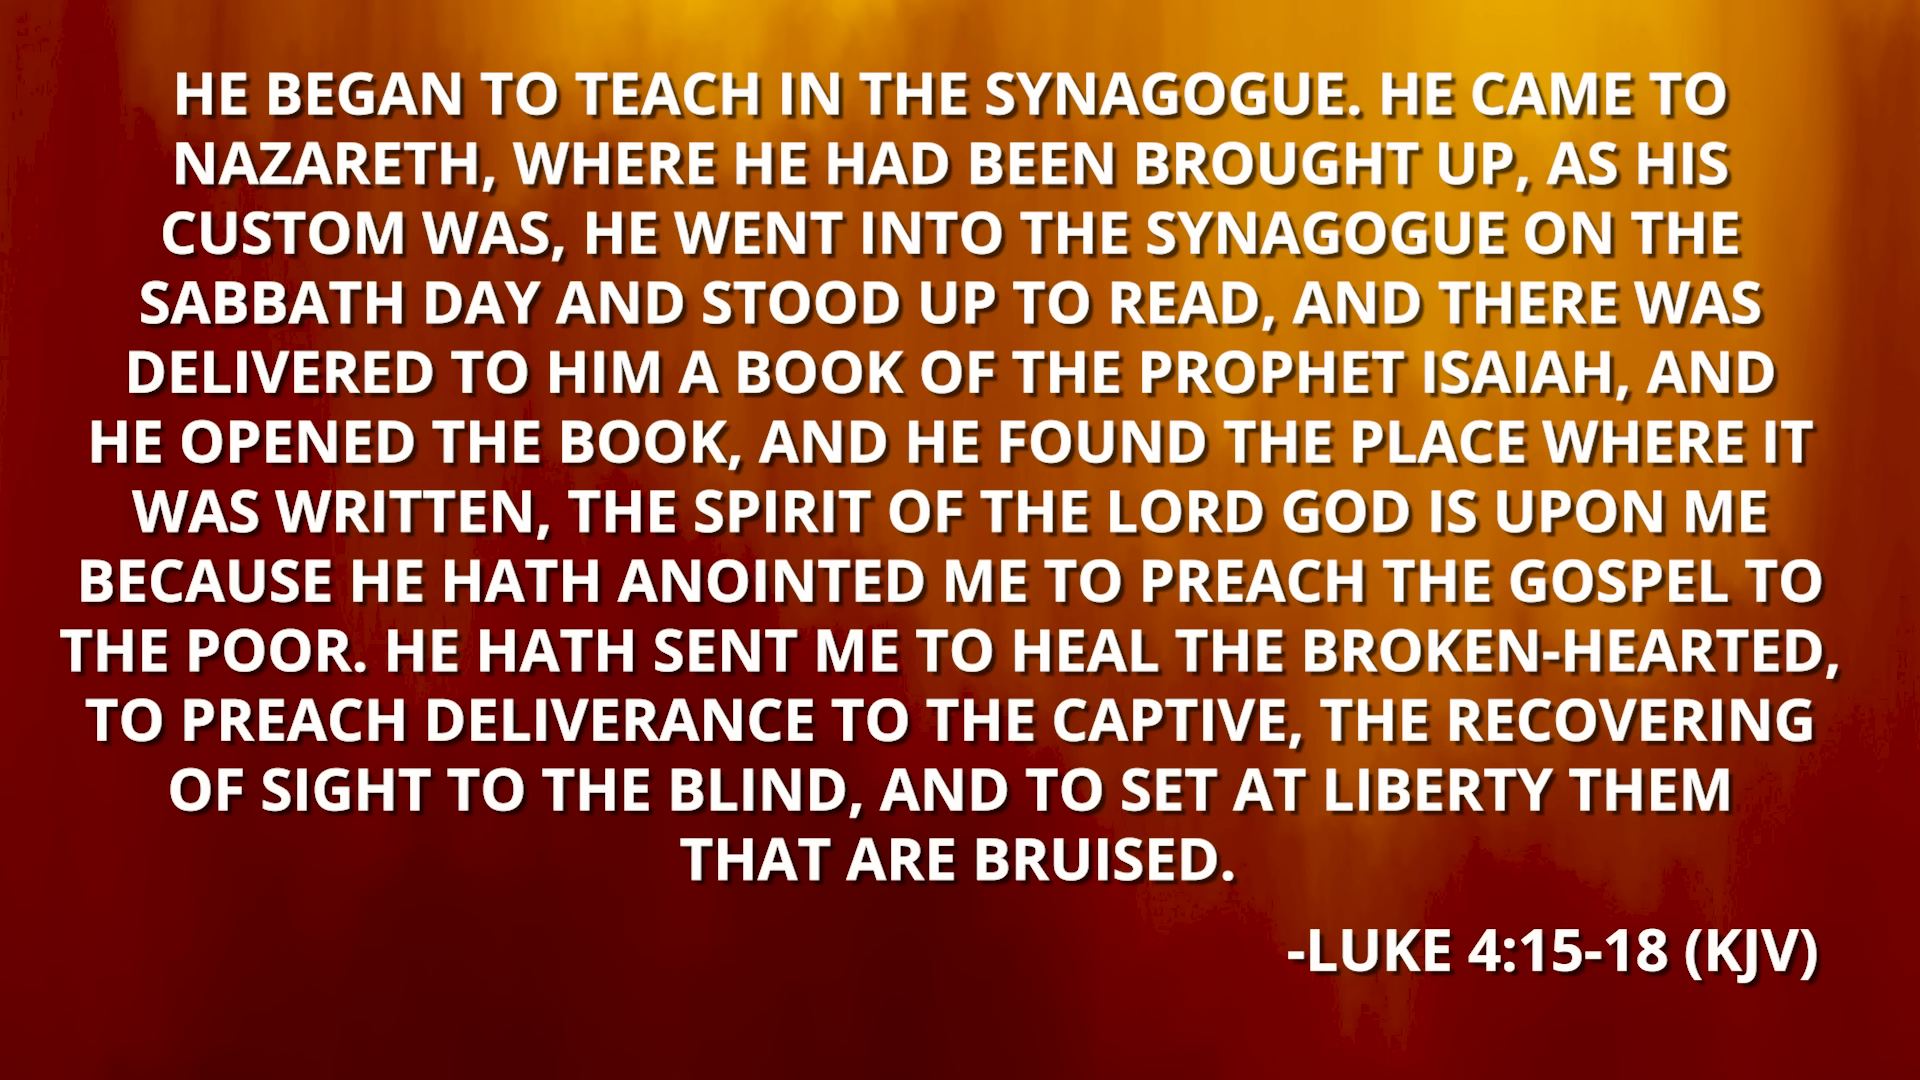 HE BEGAN TO TEACH IN THE SYNAGOGUE. HE CAME TO
NAZARETH, WHERE HE HAD BEEN BROUGHT UP, AS HIS
CUSTOM WAS, HE WENT INTO THE SYNAGOGUE ON THE
SABBATH DAY AND STOOD UP TO READ, AND THERE WAS
DELIVERED TO HIM A BOOK OF THE PROPHET ISAIAH, AND
HE OPENED THE BOOK, AND HE FOUND THE PLACE WHERE IT
WAS WRITTEN, THE SPIRIT OF THE LORD GOD IS UPON ME
BECAUSE HE HATH ANOINTED ME TO PREACH THE GOSPEL TO
THE POOR. HE HATH SENT ME TO HEAL THE BROKEN-HEARTED,
TO PREACH DELIVERANCE TO THE CAPTIVE, THE RECOVERING
OF SIGHT TO THE BLIND, AND TO SET AT LIBERTY THEM
THAT ARE BRUISED.
-LUKE 4:15-18 (KJV)